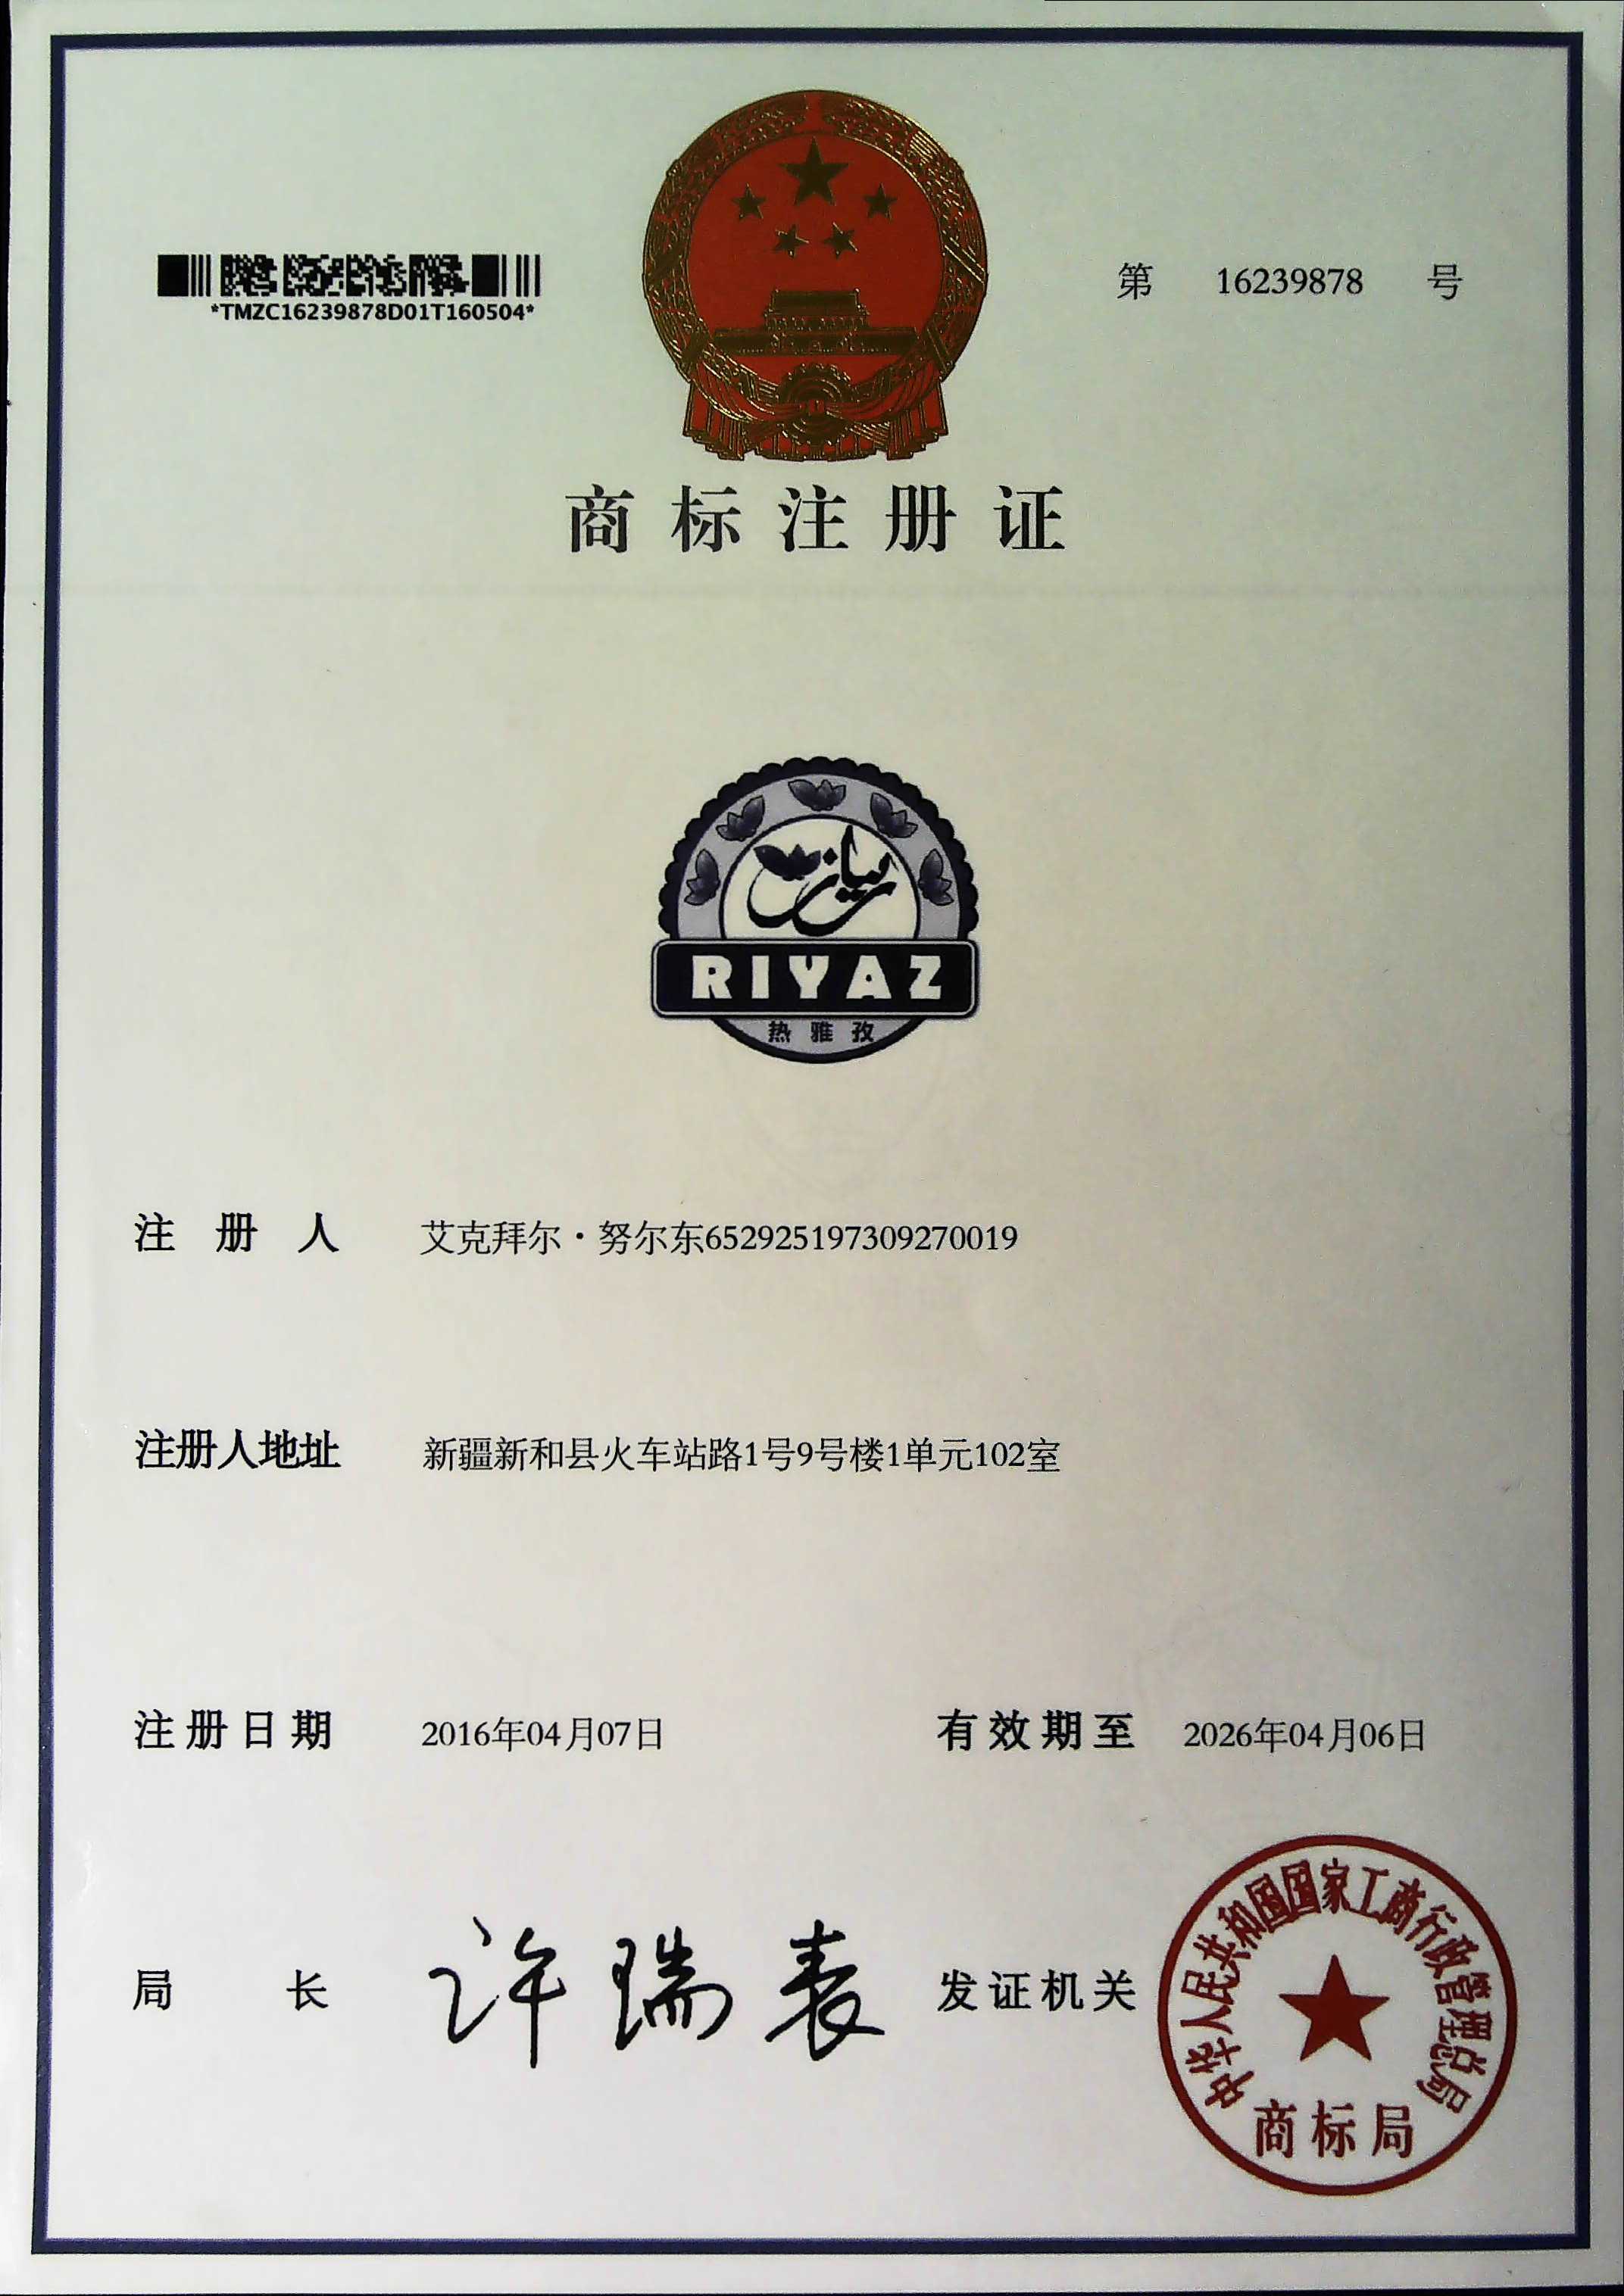 *TMZC16239878D01T160504*
第 16239878 号
商标注册证
رىياز
RIYAZ
热雅孜
注册人 艾克拜尔·努尔东652925197309270019
注册人地址 新疆新和县火车站路1号9号楼1单元102室
注册日期 2016年04月07日 有效期至 2026年04月06日
局长 许瑞表 发证机关
中华人民共和国国家工商行政管理总局
商标局